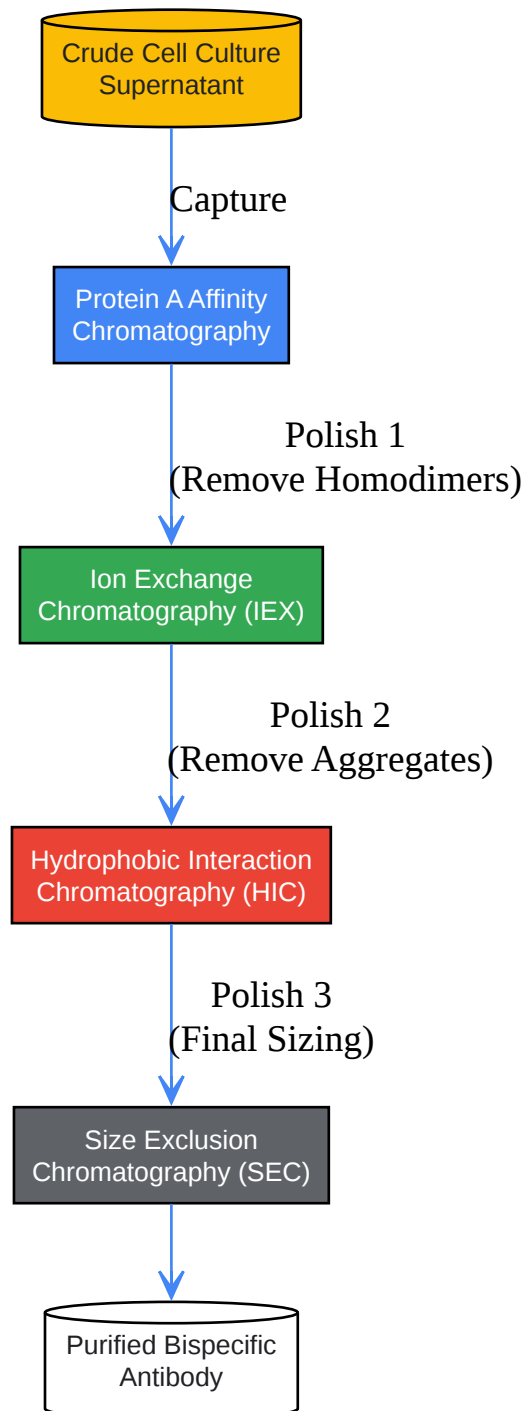 Crude Cell Culture
Supernatant
Capture
Protein A Affinity
Chromatography
Polish 1
(Remove Homodimers)
Ion Exchange
Chromatography (IEX)
Polish 2
(Remove Aggregates)
Hydrophobic Interaction
Chromatography (HIC)
Polish 3
(Final Sizing)
Size Exclusion
Chromatography (SEC)
Purified Bispecific
Antibody